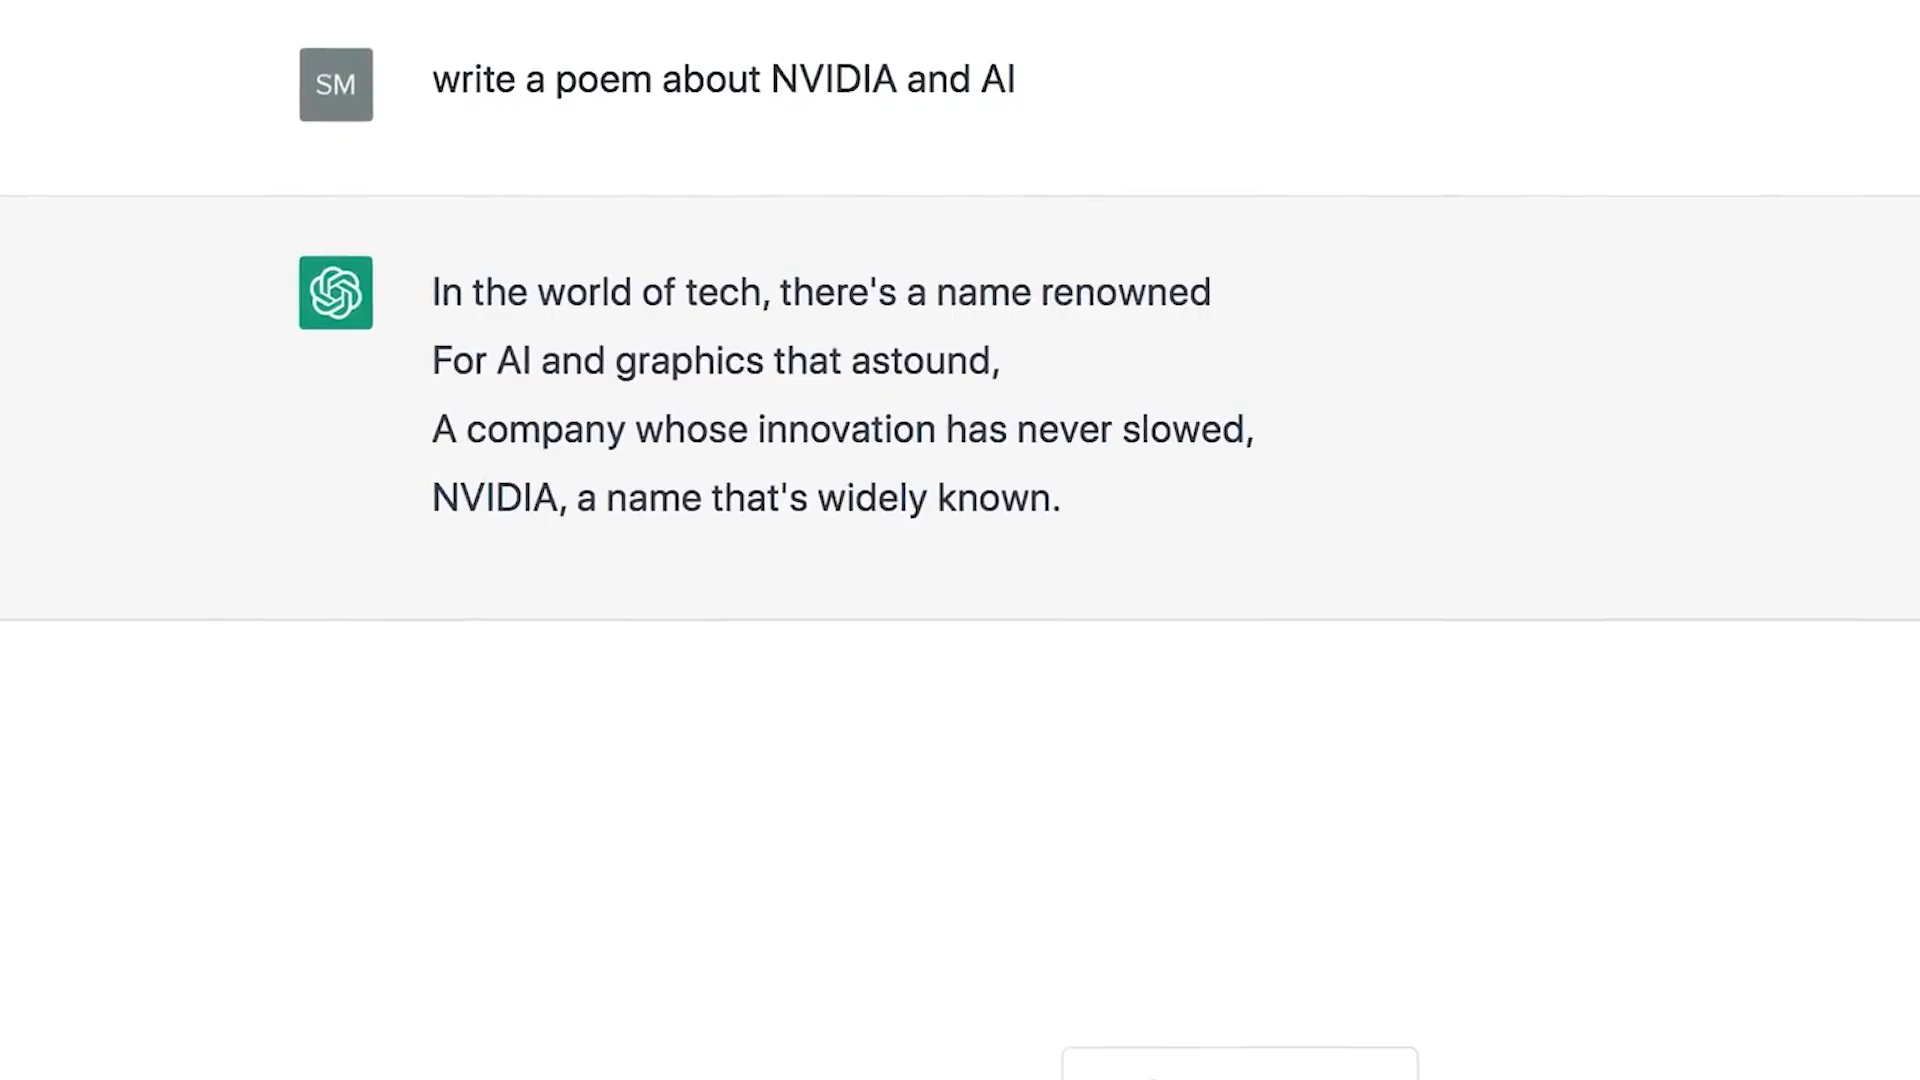 SM
write a poem about NVIDIA and AI
In the world of tech, there's a name renowned
For AI and graphics that astound,
A company whose innovation has never slowed,
NVIDIA, a name that's widely known.